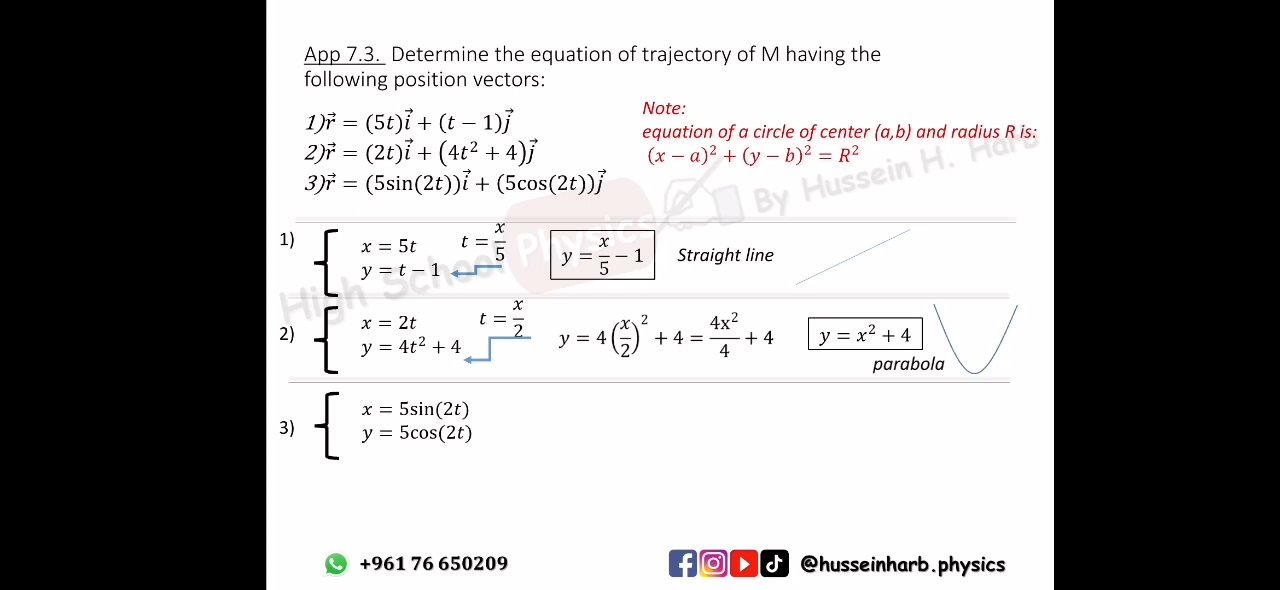 App 7.3. Determine the equation of trajectory of M having the
following position vectors:
1)r⃗ = (5t)i⃗ + (t − 1)j⃗
2)r⃗ = (2t)i⃗ + (4t² + 4)j⃗
3)r⃗ = (5sin(2t))i⃗ + (5cos(2t))j⃗
Note:
equation of a circle of center (a,b) and radius R is:
(x − a)² + (y − b)² = R²
High School Physics By Hussein H. Harb
1)
x = 5t
y = t − 1
t = x/5
y = x/5 − 1
Straight line
2)
x = 2t
y = 4t² + 4
t = x/2
y = 4(x/2)² + 4 = 4x²/4 + 4
y = x² + 4
parabola
3)
x = 5sin(2t)
y = 5cos(2t)
+961 76 650209
@husseinharb.physics